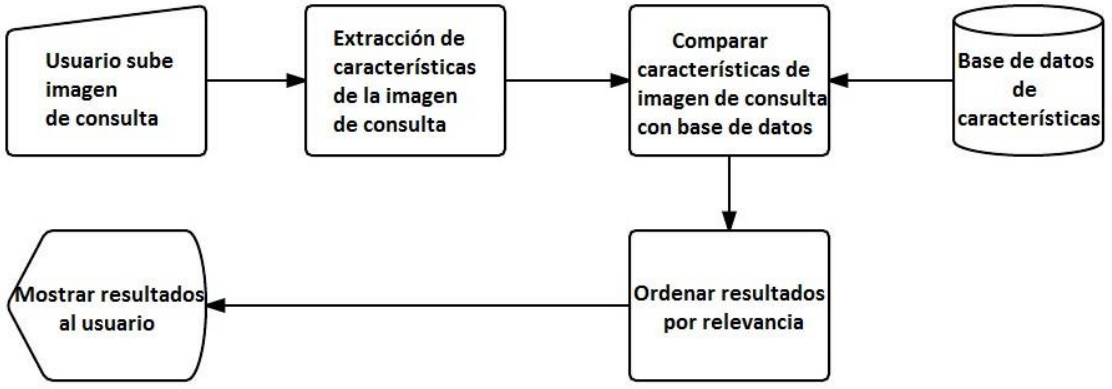 Usuario sube
imagen
de consulta
Extracción de
características
de la imagen
de consulta
Comparar
características de
imagen de consulta
con base de datos
Base de datos
de
características
Ordenar resultados
por relevancia
Mostrar resultados
al usuario